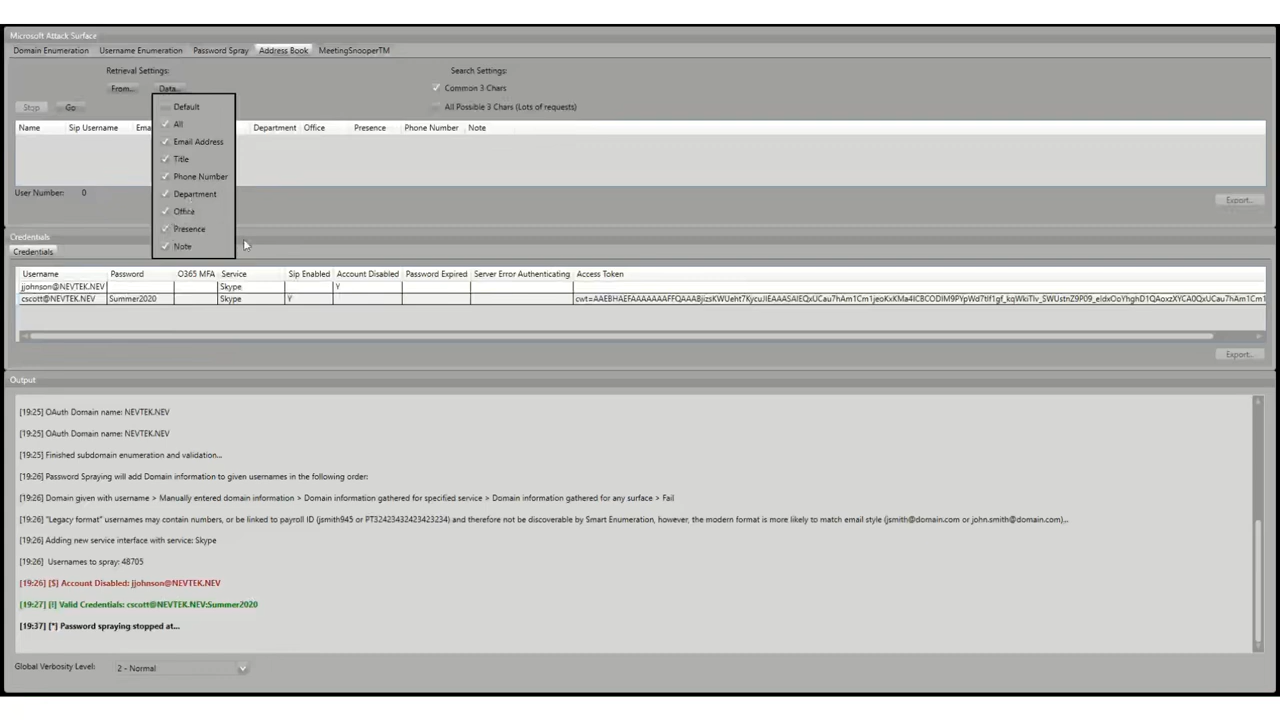 Microsoft Attack Surface
Domain Enumeration Username Enumeration Password Spray Address Book MeetingSnooperTM
Retrieval Settings: Search Settings:
From... Data... Common 3 Chars
Stop Go All Possible 3 Chars (Lots of requests)
Default
All
Email Address
Title
Phone Number
Department
Office
Presence
Note
Name Sip Username Ema Department Office Presence Phone Number Note
User Number: 0
Export...
Credentials
Credentials
Username Password O365 MFA Service Sip Enabled Account Disabled Password Expired Server Error Authenticating Access Token
jjohnson@NEVTEK.NEV Skype Y
cscott@NEVTEK.NEV Summer2020 Skype Y
Export...
Output
[19:25] OAuth Domain name: NEVTEK.NEV
[19:25] OAuth Domain name: NEVTEK.NEV
[19:25] Finished subdomain enumeration and validation...
[19:26] Password Spraying will add Domain information to given usernames in the following order:
[19:26] Domain given with username > Manually entered domain information > Domain information gathered for specified service > Domain information gathered for any surface > Fail
[19:26] "Legacy format" usernames may contain numbers, or be linked to payroll ID (jsmith945 or PT32423432423423234) and therefore not be discoverable by Smart Enumeration, however, the modern format is more likely to match email style (jsmith@domain.com or john.smith@domain.com)...
[19:26] Adding new service interface with service: Skype
[19:26] Usernames to spray: 48705
[19:26] [$] Account Disabled: jjohnson@NEVTEK.NEV
[19:27] [!] Valid Credentials: cscott@NEVTEK.NEV:Summer2020
[19:37] [*] Password spraying stopped at...
Global Verbosity Level: 2 - Normal